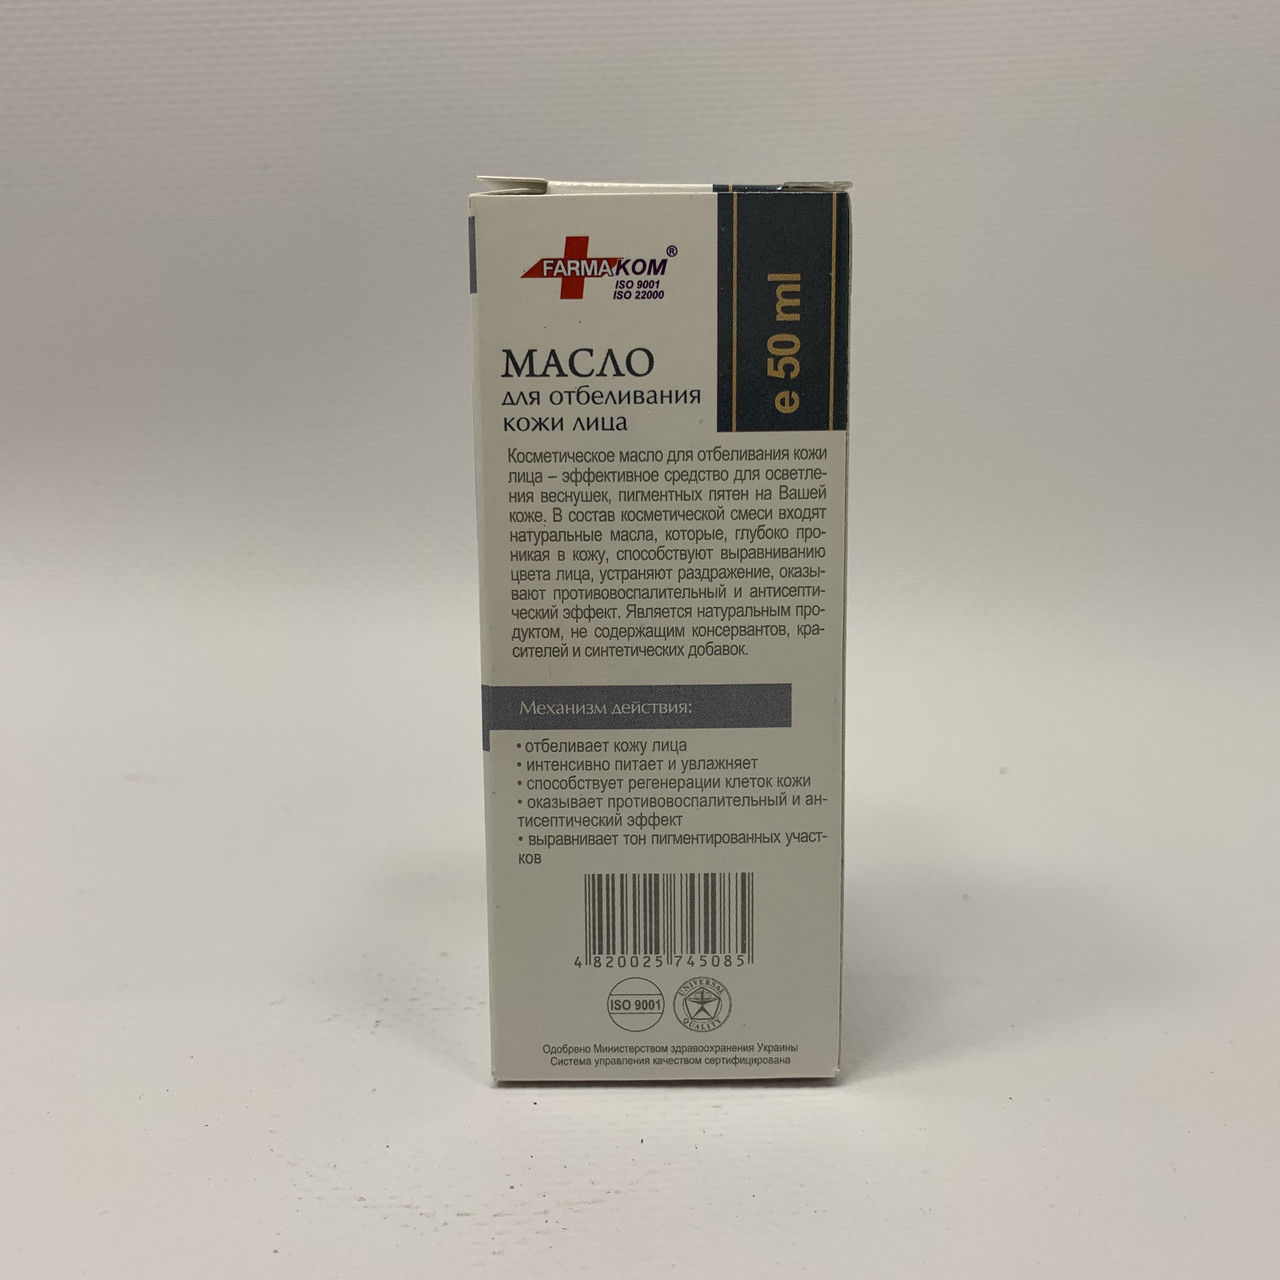 FARMAКОМ®
ISO 9001
ISO 22000
е 50 ml
МАСЛО
для отбеливания
кожи лица
Косметическое масло для отбеливания кожи
лица – эффективное средство для осветле-
ния веснушек, пигментных пятен на Вашей
коже. В состав косметической смеси входят
натуральные масла, которые, глубоко про-
никая в кожу, способствуют выравниванию
цвета лица, устраняют раздражение, оказы-
вают противовоспалительный и антисепти-
ческий эффект. Является натуральным про-
дуктом, не содержащим консервантов, кра-
сителей и синтетических добавок.
Механизм действия:
• отбеливает кожу лица
• интенсивно питает и увлажняет
• способствует регенерации клеток кожи
• оказывает противовоспалительный и ан-
тисептический эффект
• выравнивает тон пигментированных участ-
ков
4 820025 745085
ISO 9001
UNIVERSAL
QUALITY
Одобрено Министерством здравоохранения Украины
Система управления качеством сертифицирована